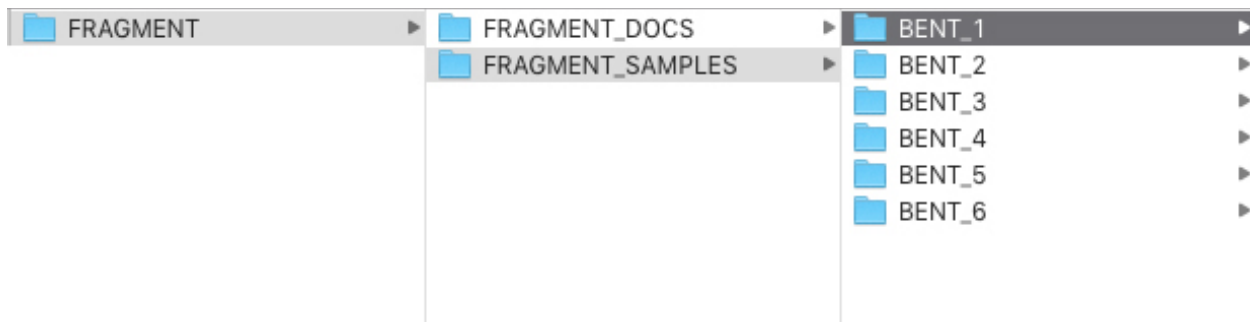 FRAGMENT
FRAGMENT_DOCS
FRAGMENT_SAMPLES
BENT_1
BENT_2
BENT_3
BENT_4
BENT_5
BENT_6